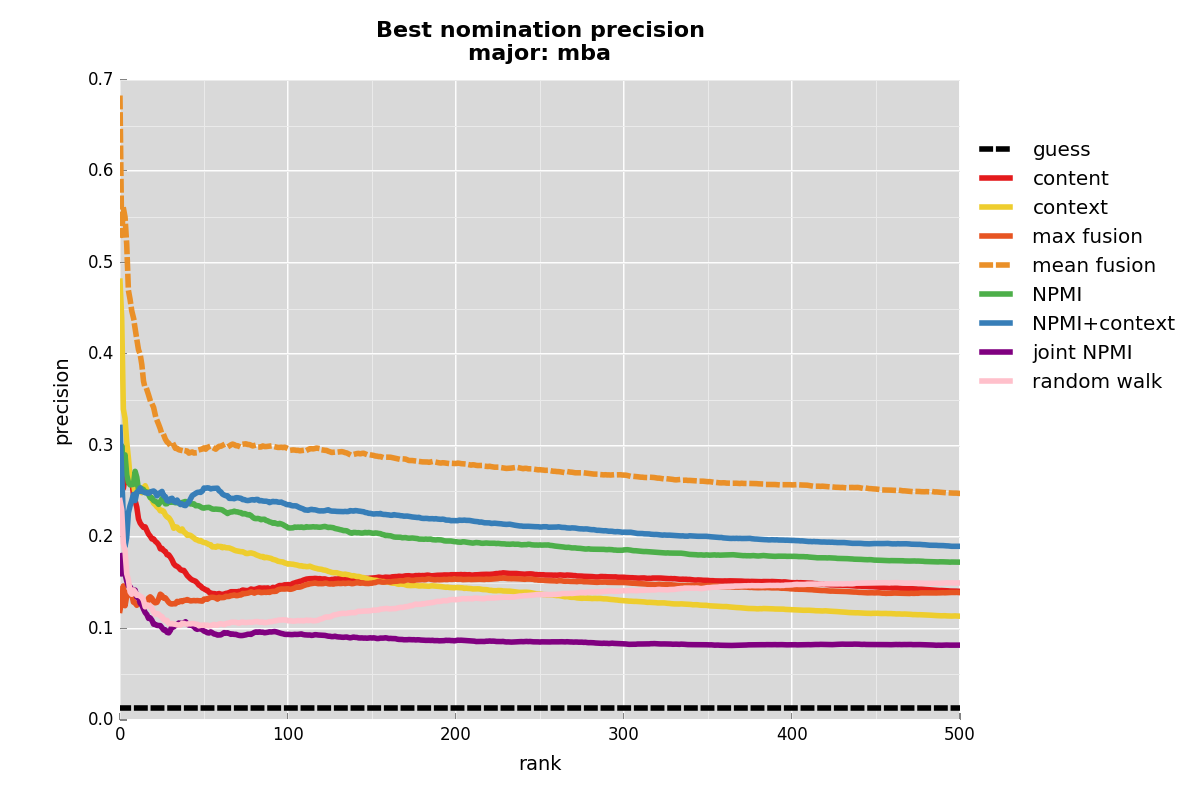 Best nomination precision
major: mba
precision
0.7
0.6
0.5
0.4
0.3
0.2
0.1
0.0
0
100
200
300
400
500
rank
guess
content
context
max fusion
mean fusion
NPMI
NPMI+context
joint NPMI
random walk